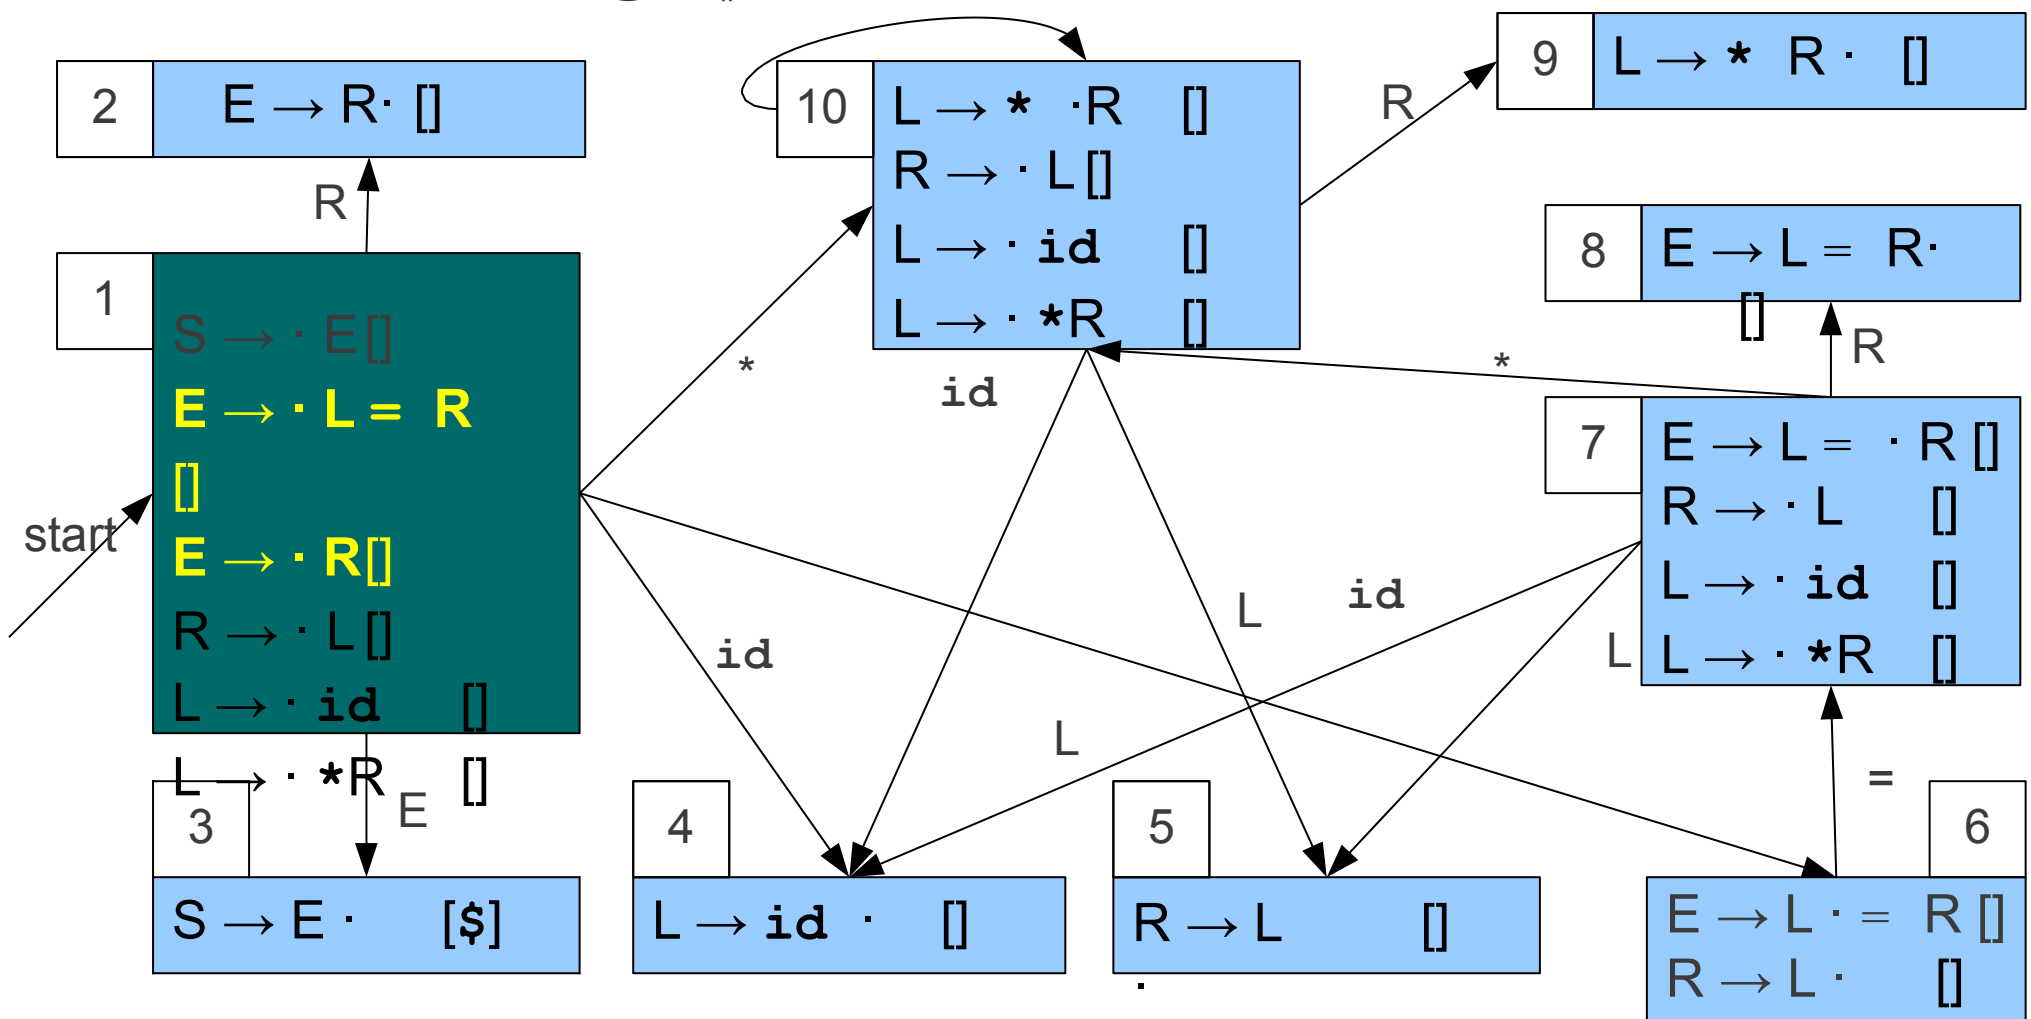 2
E → R· []
R
1
S → · E[]
E → · L = R
[]
E → · R[]
R → · L[]
L → · id []
L → · *R []
start
E
3
S → E · [$]
10
L → * ·R []
R → · L[]
L → · id []
L → · *R []
*
id
id
L
L
R
9
L → * R · []
8
E → L = R·
[]
R
*
7
E → L = · R []
R → · L []
L → · id []
L → · *R []
id
L
=
4
L → id · []
5
R → L []
·
6
E → L · = R []
R → L · []